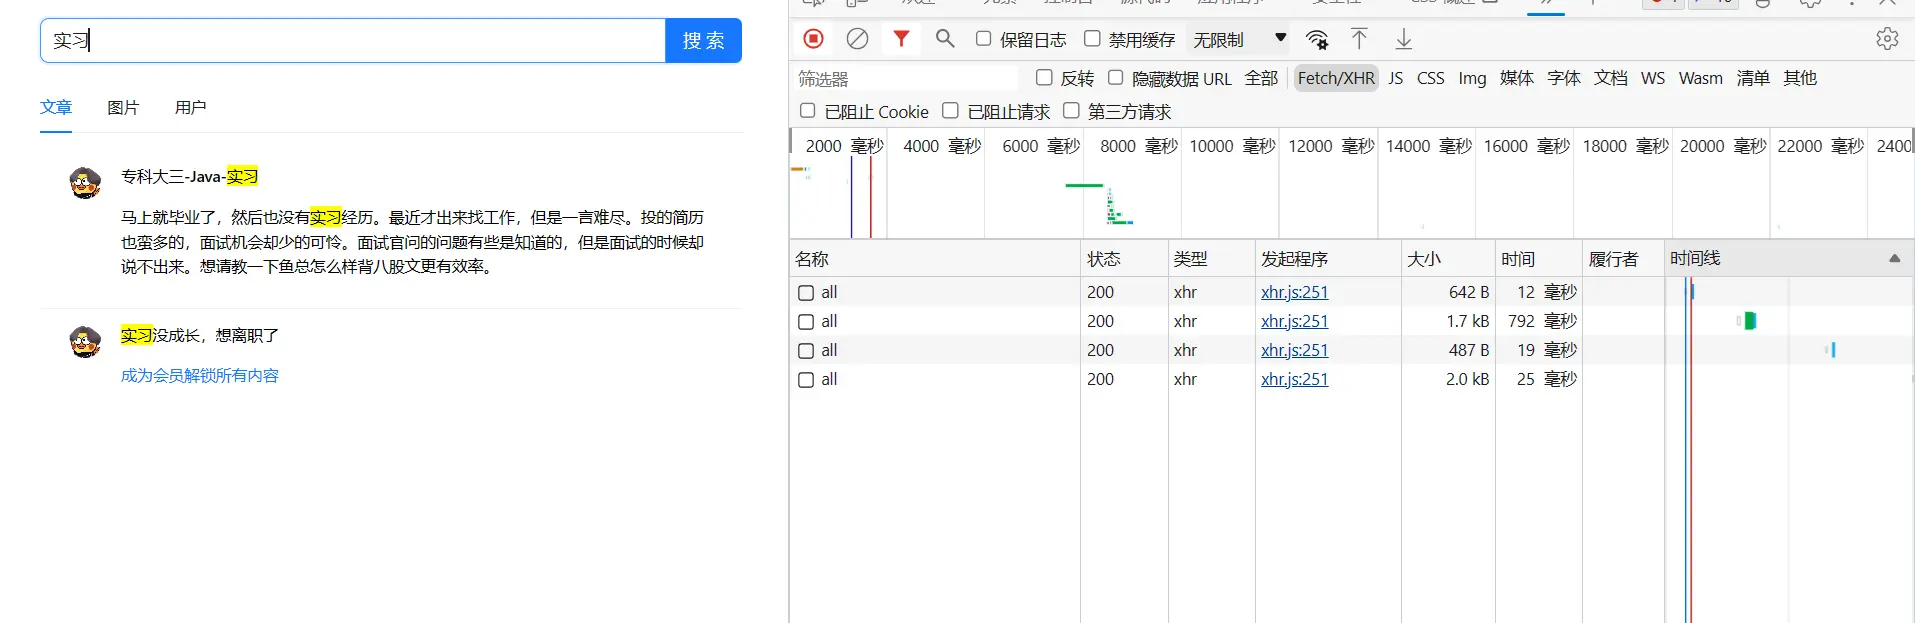 实习
搜 索
文章 图片 用户
专科大三-Java-实习
马上就毕业了，然后也没有实习经历。最近才出来找工作，但是一言难尽。投的简历
也蛮多的，面试机会却少的可怜。面试官问的问题有些是知道的，但是面试的时候却
说不出来。想请教一下鱼总怎么样背八股文更有效率。
实习没成长，想离职了
成为会员解锁所有内容
保留日志 禁用缓存 无限制
筛选器 反转 隐藏数据 URL 全部 Fetch/XHR JS CSS Img 媒体 字体 文档 WS Wasm 清单 其他
已阻止 Cookie 已阻止请求 第三方请求
2000 毫秒 4000 毫秒 6000 毫秒 8000 毫秒 10000 毫秒 12000 毫秒 14000 毫秒 16000 毫秒 18000 毫秒 20000 毫秒 22000 毫秒 2400
名称 状态 类型 发起程序 大小 时间 履行者 时间线
all 200 xhr xhr.js:251 642 B 12 毫秒
all 200 xhr xhr.js:251 1.7 kB 792 毫秒
all 200 xhr xhr.js:251 487 B 19 毫秒
all 200 xhr xhr.js:251 2.0 kB 25 毫秒